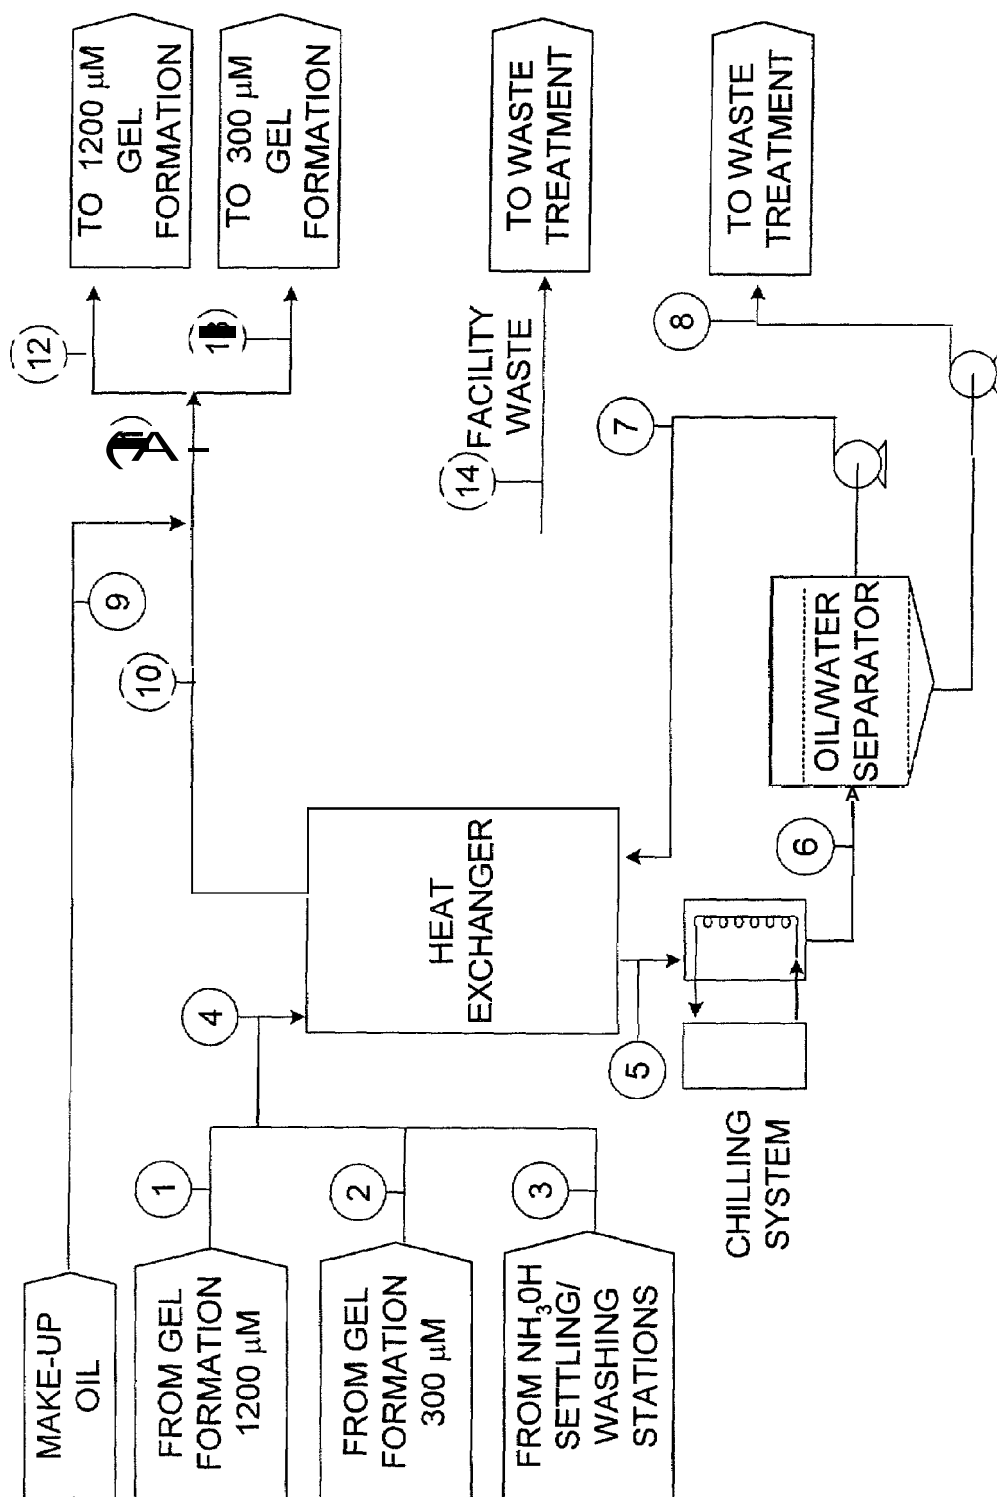 MAKE-UP
OIL
FROM GEL
FORMATION
1200 μM
FROM GEL
FORMATION
300 μM
FROM NH₃0H
SETTLING/
WASHING
STATIONS
1
2
3
4
5
CHILLING
SYSTEM
HEAT
EXCHANGER
6
OIL/WATER
SEPARATOR
7
8
9
10
12
14
FACILITY
WASTE
TO 1200 μM
GEL
FORMATION
TO 300 μM
GEL
FORMATION
TO WASTE
TREATMENT
TO WASTE
TREATMENT